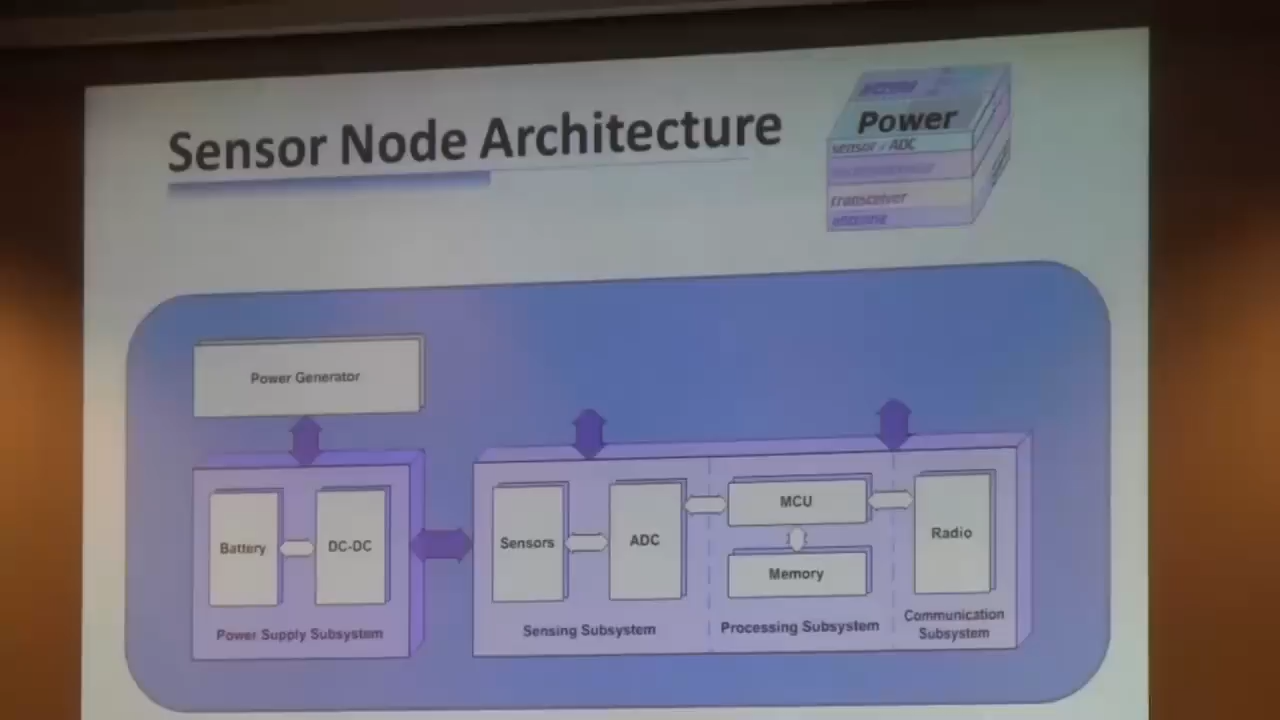 Sensor Node Architecture
Power
sensor + ADC
transceiver
antenna
Power Generator
Battery
DC-DC
Power Supply Subsystem
Sensors
ADC
Sensing Subsystem
MCU
Memory
Processing Subsystem
Radio
Communication
Subsystem